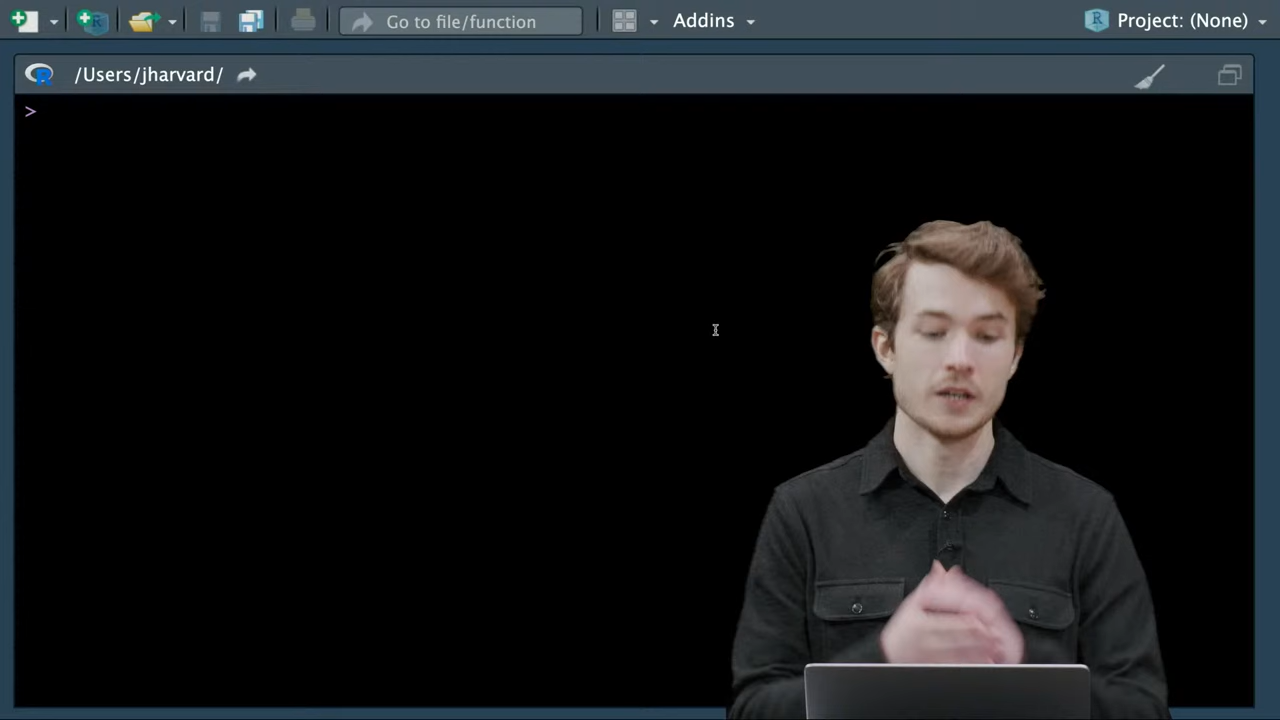 Go to file/function
Addins
R Project: (None)
R /Users/jharvard/
>